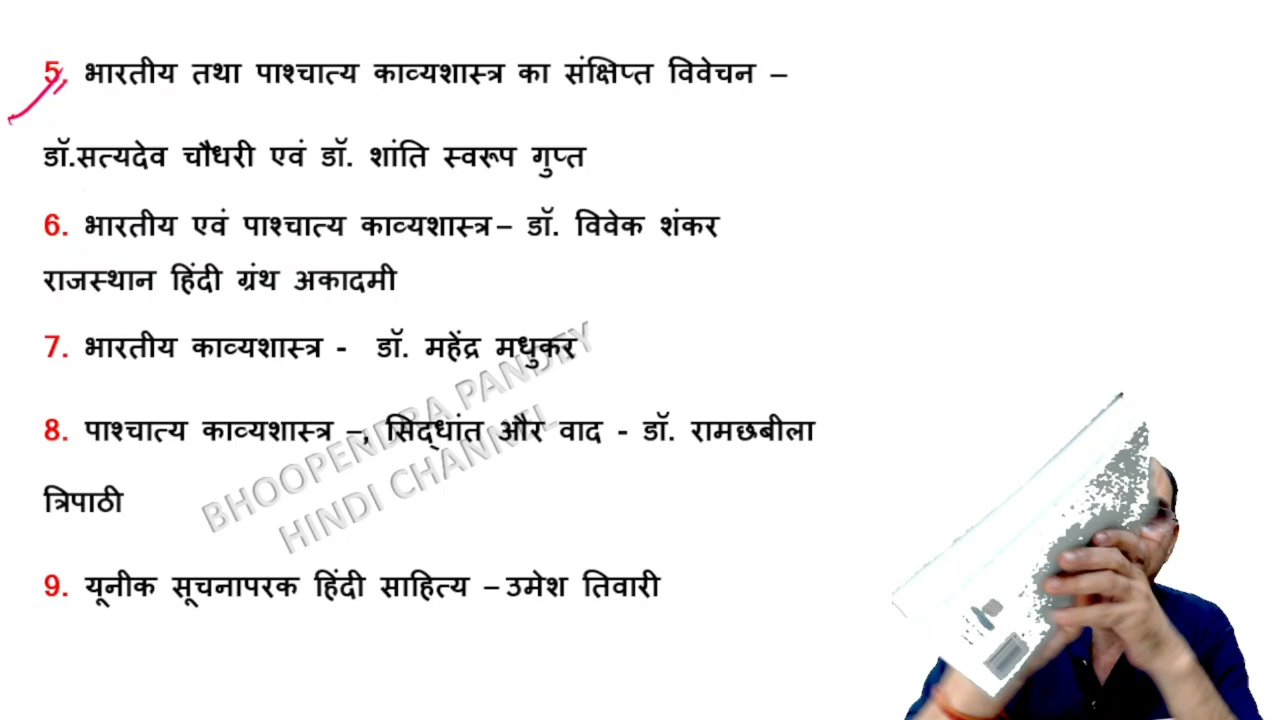 5. भारतीय तथा पाश्चात्य काव्यशास्त्र का संक्षिप्त विवेचन –
डॉ.सत्यदेव चौधरी एवं डॉ. शांति स्वरूप गुप्त
6. भारतीय एवं पाश्चात्य काव्यशास्त्र– डॉ. विवेक शंकर
राजस्थान हिंदी ग्रंथ अकादमी
7. भारतीय काव्यशास्त्र - डॉ. महेंद्र मधुकर
8. पाश्चात्य काव्यशास्त्र –, सिद्धांत और वाद - डॉ. रामछबीला
त्रिपाठी
9. यूनीक सूचनापरक हिंदी साहित्य – उमेश तिवारी
BHOOPENDRA PANDEY
HINDI CHANNEL